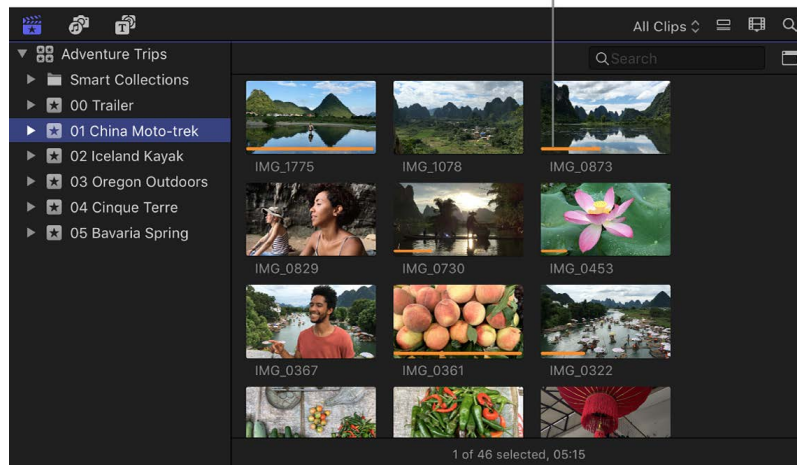 All Clips
Adventure Trips
Search
Smart Collections
00 Trailer
01 China Moto-trek
02 Iceland Kayak
03 Oregon Outdoors
04 Cinque Terre
05 Bavaria Spring
IMG_1775 IMG_1078 IMG_0873
IMG_0829 IMG_0730 IMG_0453
IMG_0367 IMG_0361 IMG_0322
1 of 46 selected, 05:15